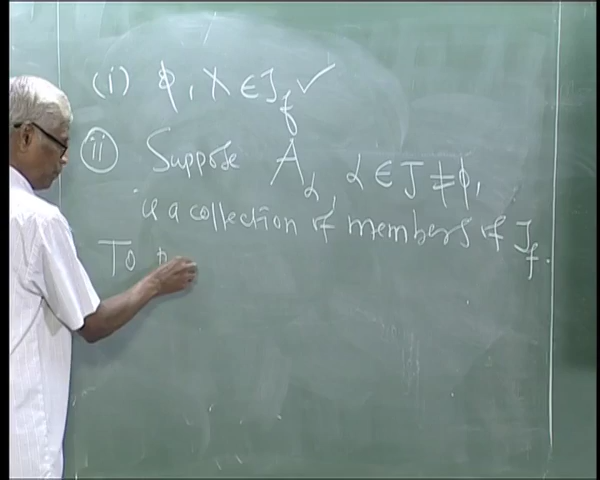 (i) ϕ, X ∈ J_f ✓
(ii) Suppose A_α, α ∈ J ≠ ϕ,
is a collection of members of J_f.
To